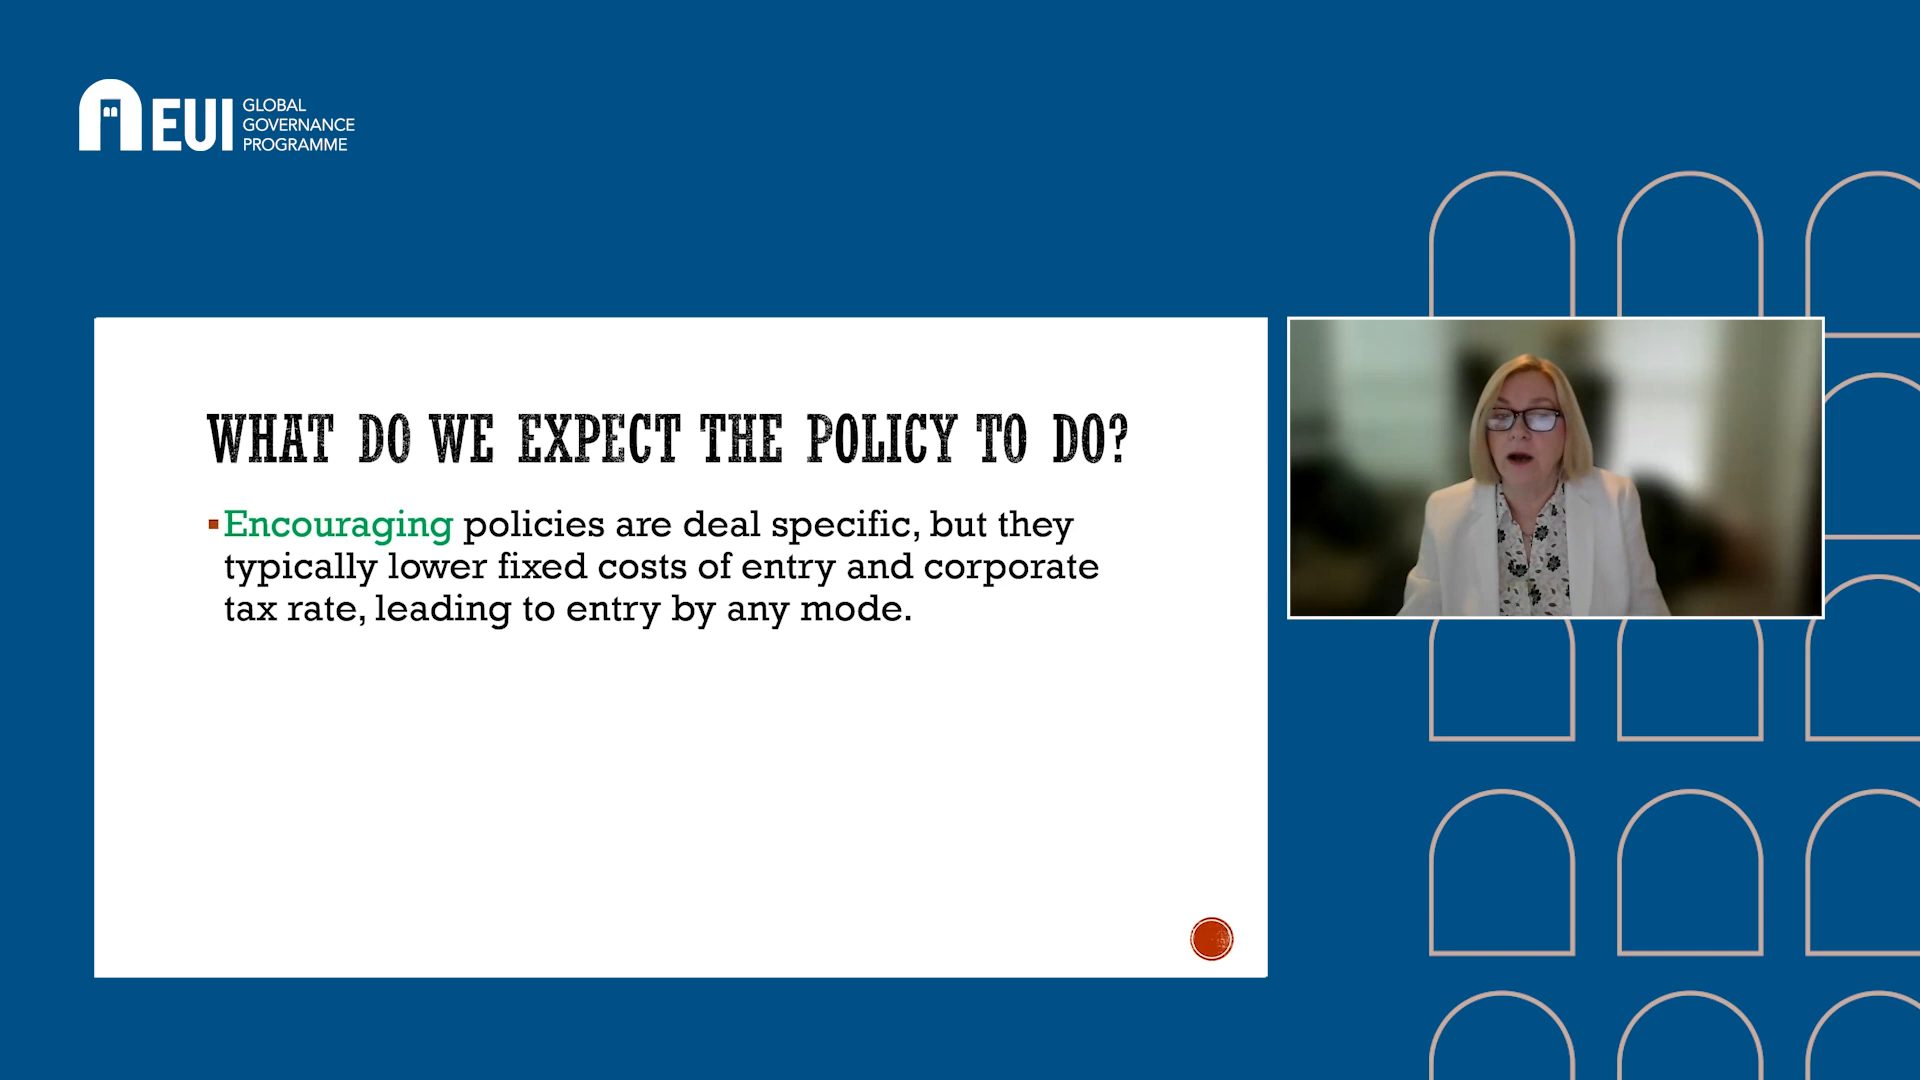 EUI
GLOBAL
GOVERNANCE
PROGRAMME
WHAT DO WE EXPECT THE POLICY TO DO?
▪Encouraging policies are deal specific, but they
typically lower fixed costs of entry and corporate
tax rate, leading to entry by any mode.